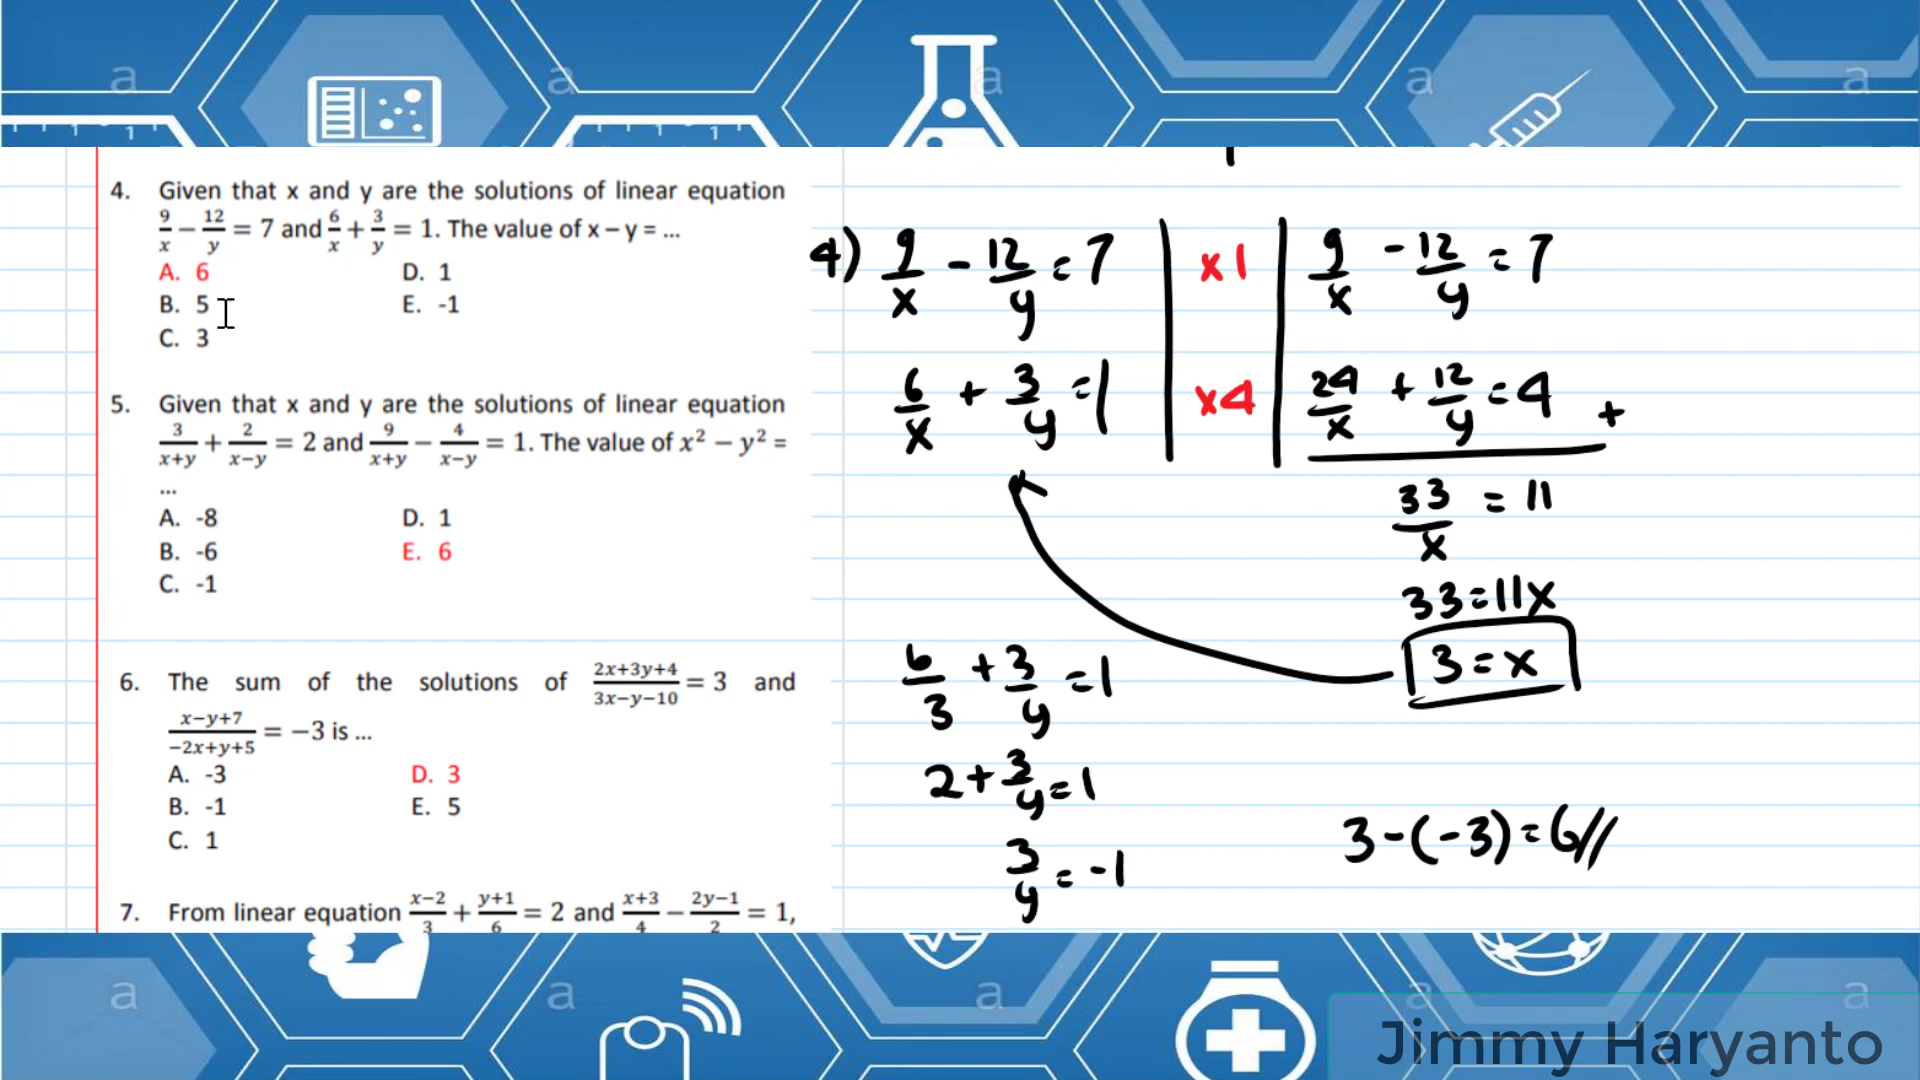 4. Given that x and y are the solutions of linear equation
9/x − 12/y = 7 and 6/x + 3/y = 1. The value of x – y = ...
A. 6 D. 1
B. 5 E. -1
C. 3
5. Given that x and y are the solutions of linear equation
3/(x+y) + 2/(x−y) = 2 and 9/(x+y) − 4/(x−y) = 1. The value of x² − y² =
...
A. -8 D. 1
B. -6 E. 6
C. -1
6. The sum of the solutions of (2x+3y+4)/(3x−y−10) = 3 and
(x−y+7)/(−2x+y+5) = −3 is ...
A. -3 D. 3
B. -1 E. 5
C. 1
7. From linear equation (x−2)/3 + (y+1)/6 = 2 and (x+3)/4 − (2y−1)/2 = 1,
4) 9/x - 12/y = 7 | x1 | 9/x - 12/y = 7
6/x + 3/y = 1 | x4 | 24/x + 12/y = 4 +
33/x = 11
33 = 11x
3 = x
6/3 + 3/y = 1
2 + 3/y = 1
3/y = -1
3-(-3) = 6//
Jimmy Haryanto
a a a a a
a a a a a